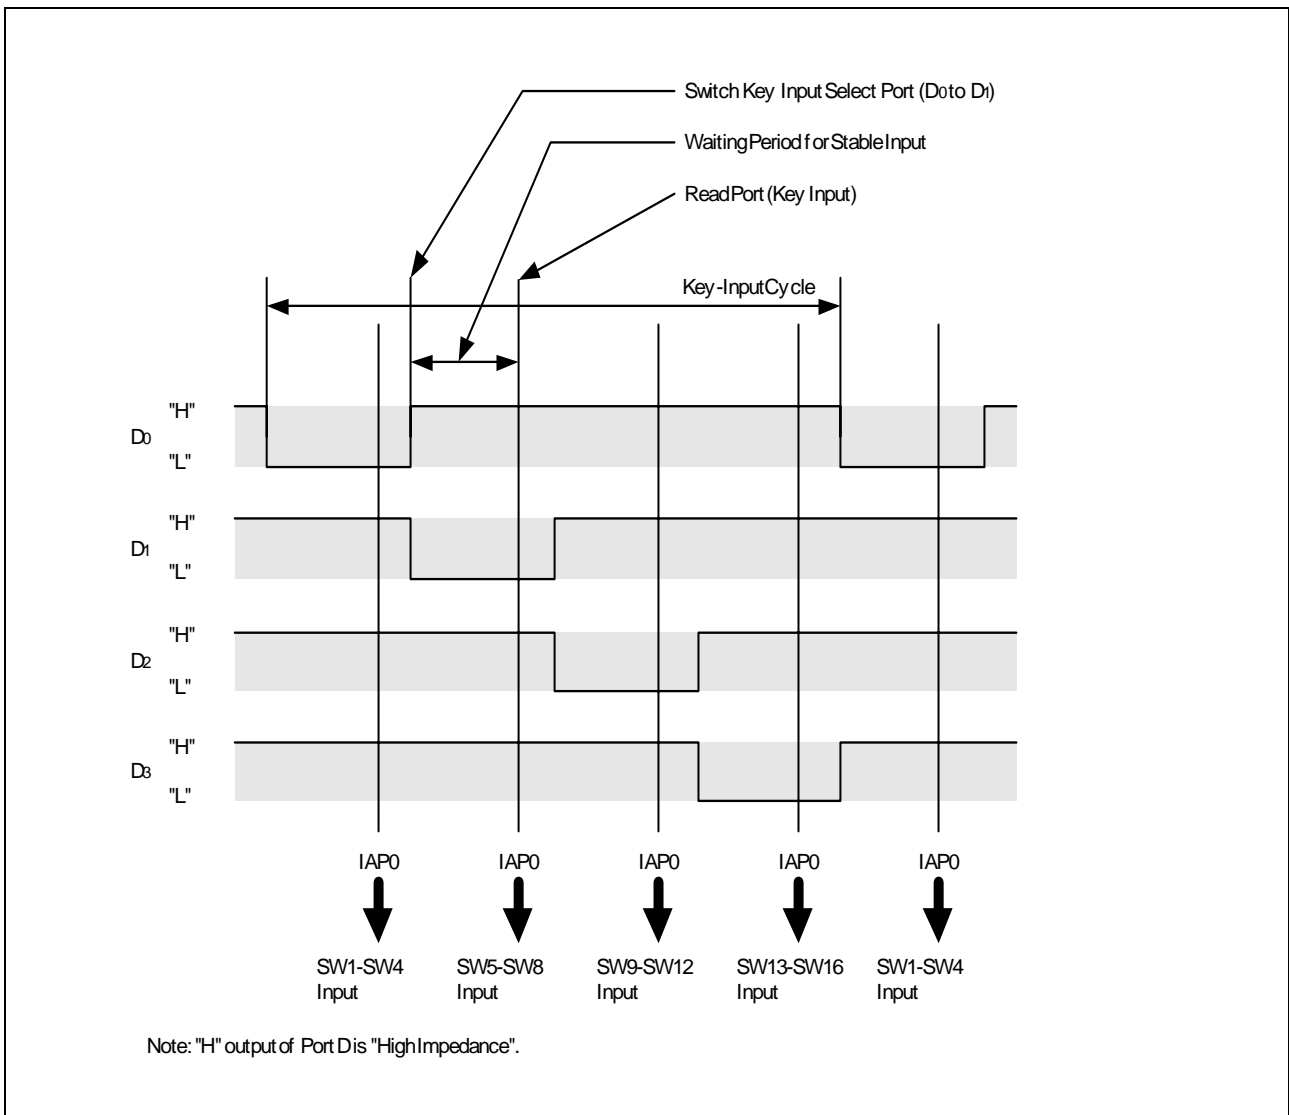 Switch Key Input Select Port (D0 to D1)
Waiting Period for Stable Input
Read Port (Key Input)
Key-Input Cycle
"H"
D0
"L"
"H"
D1
"L"
"H"
D2
"L"
"H"
D3
"L"
IAP0 IAP0 IAP0 IAP0 IAP0
SW1-SW4 SW5-SW8 SW9-SW12 SW13-SW16 SW1-SW4
Input Input Input Input Input
Note: "H" output of Port D is "High Impedance".